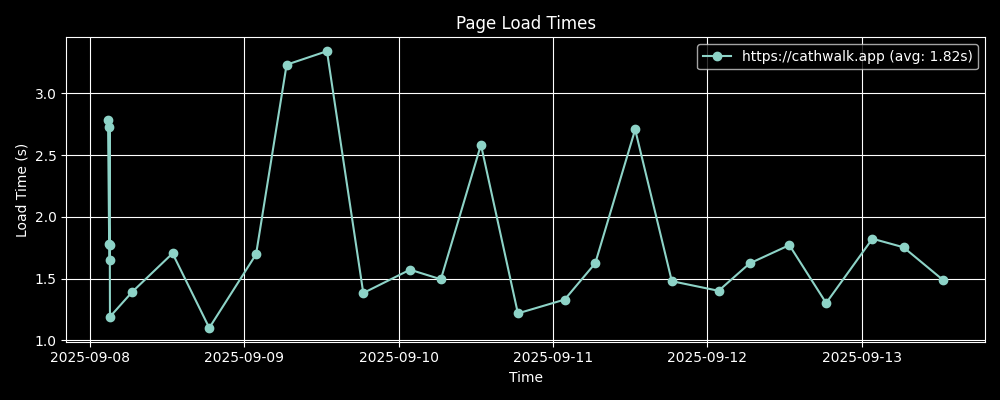 Page Load Times
https://cathwalk.app (avg: 1.82s)
Load Time (s)
3.0
2.5
2.0
1.5
1.0
2025-09-08 2025-09-09 2025-09-10 2025-09-11 2025-09-12 2025-09-13
Time